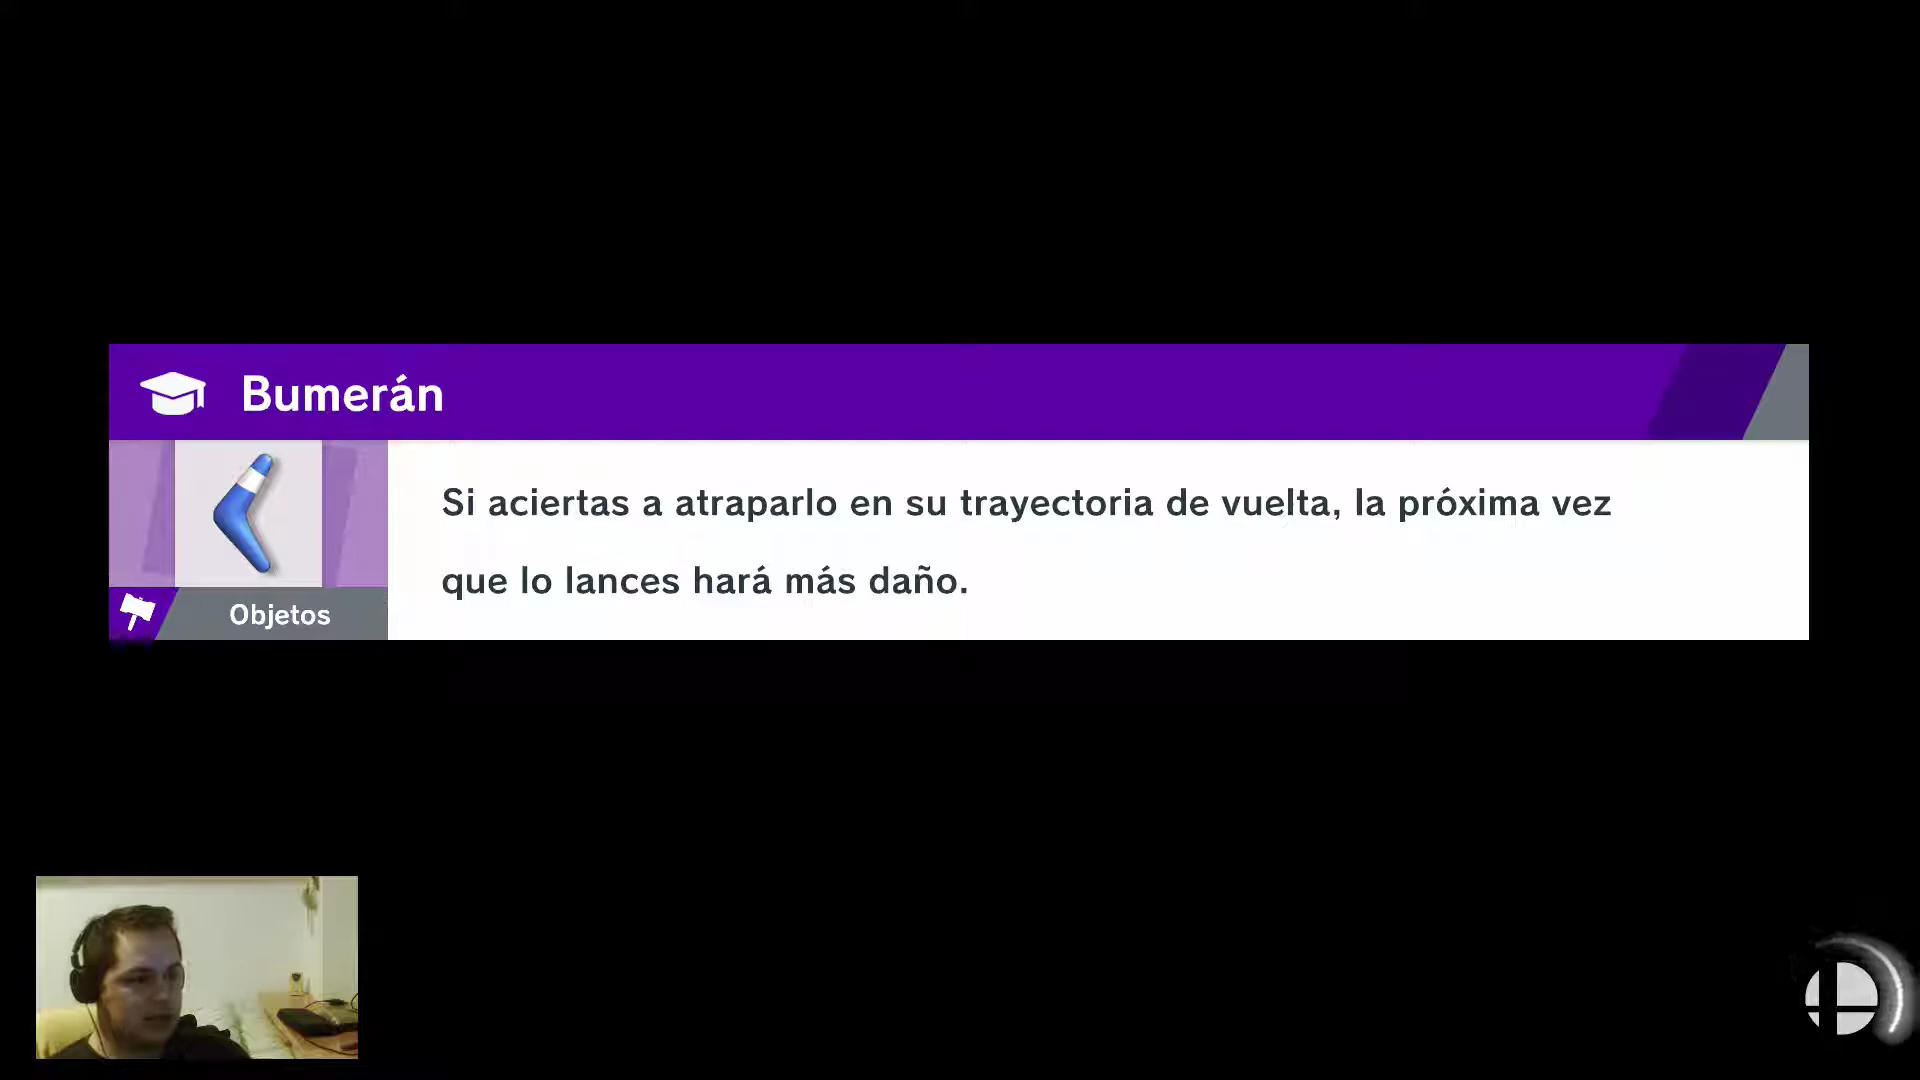 Bumerán
Si aciertas a atraparlo en su trayectoria de vuelta, la próxima vez
que lo lances hará más daño.
Objetos